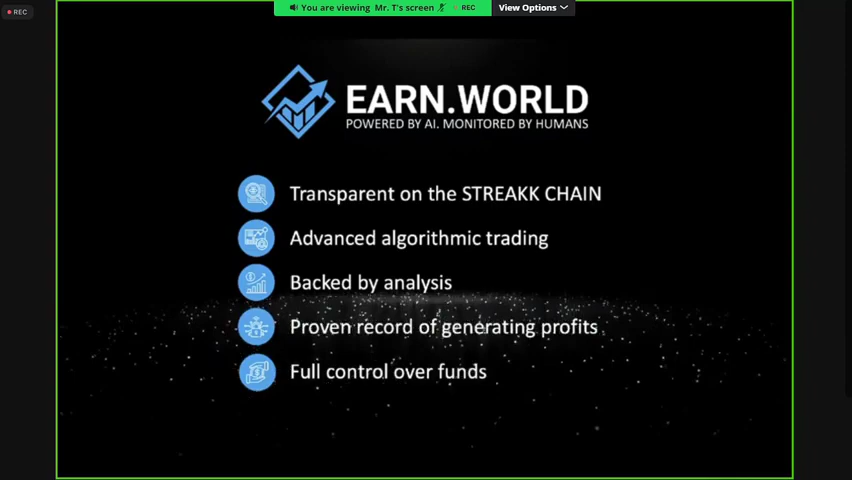 REC
You are viewing Mr. T's screen
REC
View Options
EARN.WORLD
POWERED BY AI. MONITORED BY HUMANS
Transparent on the STREAKK CHAIN
Advanced algorithmic trading
Backed by analysis
Proven record of generating profits
Full control over funds